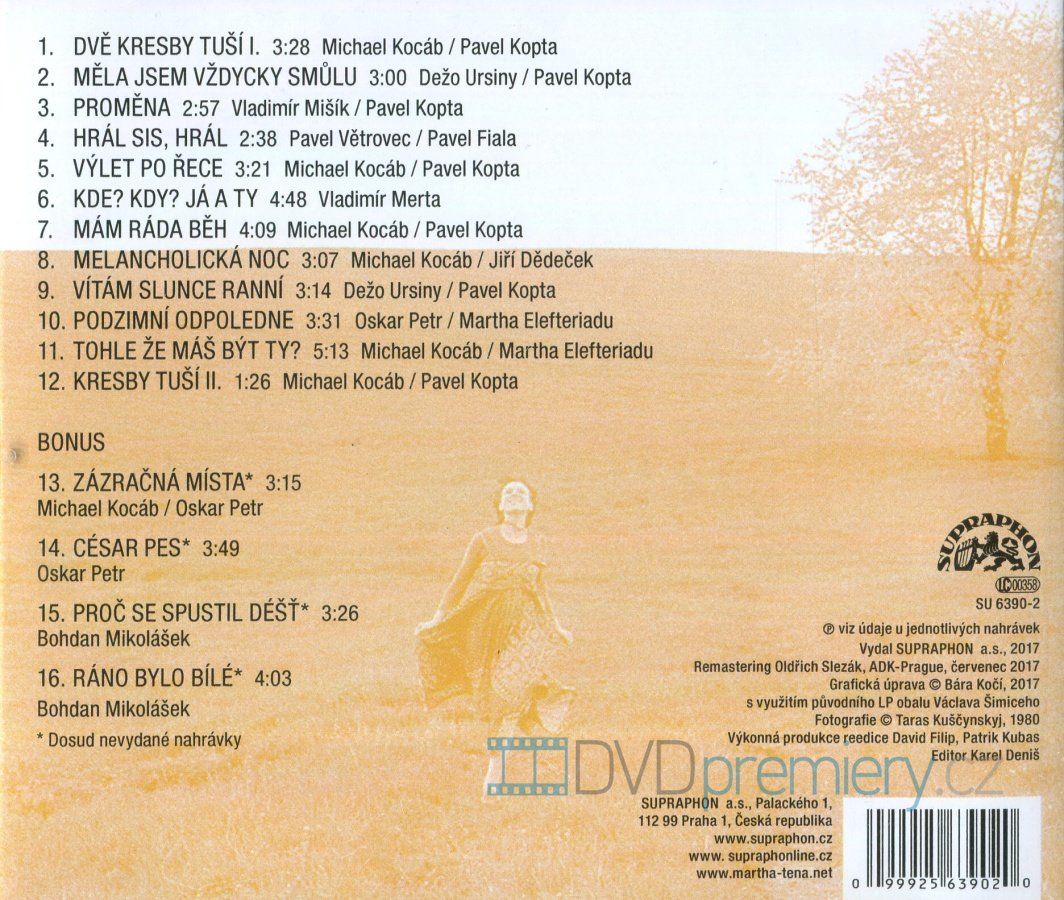 1. DVĚ KRESBY TUŠÍ I. 3:28 Michael Kocáb / Pavel Kopta
2. MĚLA JSEM VŽDYCKY SMŮLU 3:00 Dežo Ursiny / Pavel Kopta
3. PROMĚNA 2:57 Vladimír Mišík / Pavel Kopta
4. HRÁL SIS, HRÁL 2:38 Pavel Větrovec / Pavel Fiala
5. VÝLET PO ŘECE 3:21 Michael Kocáb / Pavel Kopta
6. KDE? KDY? JÁ A TY 4:48 Vladimír Merta
7. MÁM RÁDA BĚH 4:09 Michael Kocáb / Pavel Kopta
8. MELANCHOLICKÁ NOC 3:07 Michael Kocáb / Jiří Dědeček
9. VÍTÁM SLUNCE RANNÍ 3:14 Dežo Ursiny / Pavel Kopta
10. PODZIMNÍ ODPOLEDNE 3:31 Oskar Petr / Martha Elefteriadu
11. TOHLE ŽE MÁŠ BÝT TY? 5:13 Michael Kocáb / Martha Elefteriadu
12. KRESBY TUŠÍ II. 1:26 Michael Kocáb / Pavel Kopta
BONUS
13. ZÁZRAČNÁ MÍSTA* 3:15
Michael Kocáb / Oskar Petr
14. CÉSAR PES* 3:49
Oskar Petr
15. PROČ SE SPUSTIL DÉŠŤ* 3:26
Bohdan Mikolášek
16. RÁNO BYLO BÍLÉ* 4:03
Bohdan Mikolášek
* Dosud nevydané nahrávky
SUPRAPHON
LC 00358
SU 6390-2
℗ viz údaje u jednotlivých nahrávek
Vydal SUPRAPHON a.s., 2017
Remastering Oldřich Slezák, ADK-Prague, červenec 2017
Grafická úprava © Bára Kočí, 2017
s využitím původního LP obalu Václava Šimiceho
Fotografie © Taras Kuščynskyj, 1980
Výkonná produkce reedice David Filip, Patrik Kubas
Editor Karel Deniš
DVDpremiery.cz
SUPRAPHON a.s., Palackého 1,
112 99 Praha 1, Česká republika
www.supraphon.cz
www. supraphonline.cz
www.martha-tena.net
0 99925 63902 0